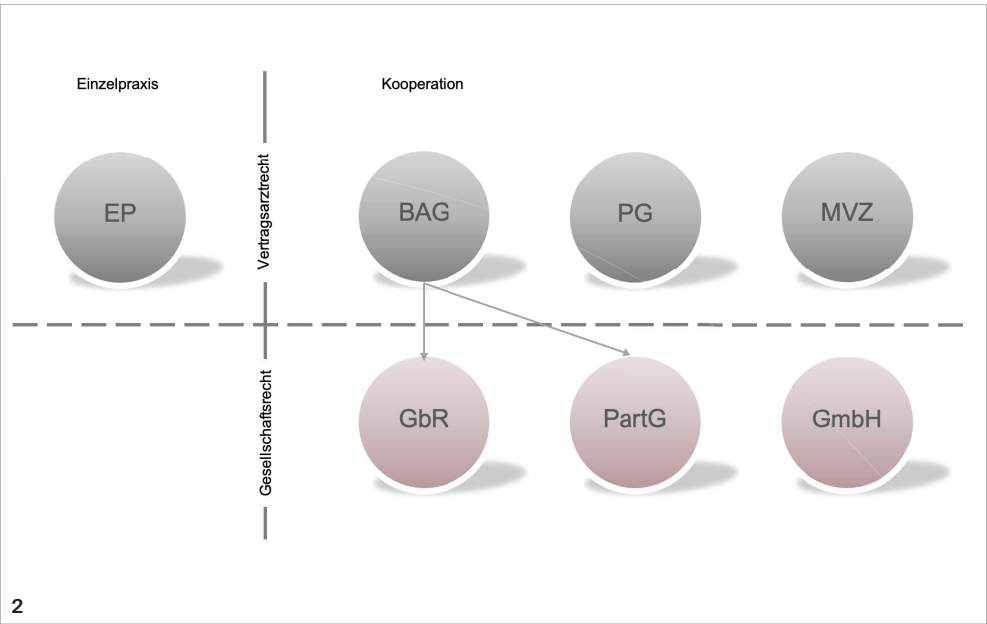 Einzelpraxis
Kooperation
Vertragsarztrecht
EP
BAG
PG
MVZ
Gesellschaftsrecht
GbR
PartG
GmbH
2